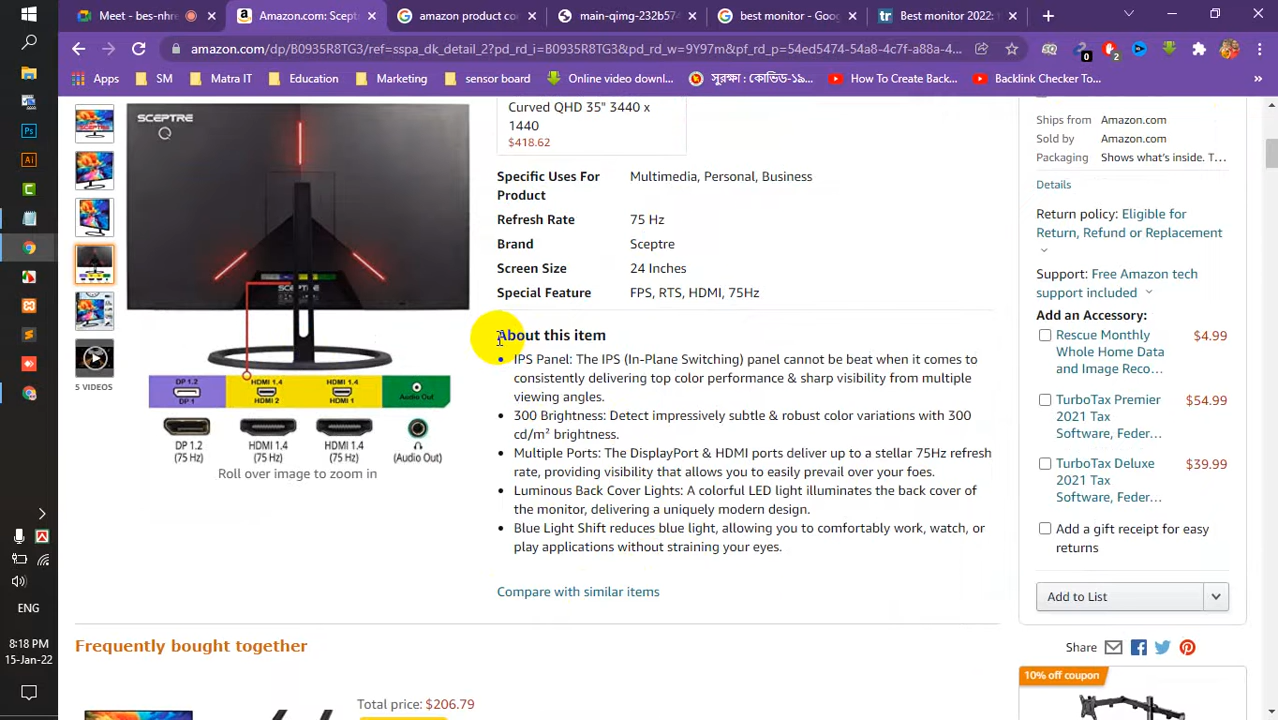 Meet - bes-nhr
Amazon.com: Scept
amazon product co
main-qimg-232b574
best monitor - Goog
Best monitor 2022:
amazon.com/dp/B0935R8TG3/ref=sspa_dk_detail_2?pd_rd_i=B0935R8TG3&pd_rd_w=9Y97m&pf_rd_p=54ed5474-54a8-4c7f-a88a-4...
0
2
Apps
SM
Matra IT
Education
Marketing
sensor board
Online video downl...
সুরক্ষা : কোভিড-১৯...
How To Create Back...
Backlink Checker To...
»
SCEPTRE
DP 1.2
DP 1
HDMI 1.4
HDMI 2
HDMI 1.4
HDMI 1
Audio Out
DP 1.2
(75 Hz)
HDMI 1.4
(75 Hz)
HDMI 1.4
(75 Hz)
(Audio Out)
5 VIDEOS
Roll over image to zoom in
Curved QHD 35" 3440 x
1440
$418.62
Specific Uses For
Product
Multimedia, Personal, Business
Refresh Rate
75 Hz
Brand
Sceptre
Screen Size
24 Inches
Special Feature
FPS, RTS, HDMI, 75Hz
About this item
• IPS Panel: The IPS (In-Plane Switching) panel cannot be beat when it comes to
consistently delivering top color performance & sharp visibility from multiple
viewing angles.
• 300 Brightness: Detect impressively subtle & robust color variations with 300
cd/m² brightness.
• Multiple Ports: The DisplayPort & HDMI ports deliver up to a stellar 75Hz refresh
rate, providing visibility that allows you to easily prevail over your foes.
• Luminous Back Cover Lights: A colorful LED light illuminates the back cover of
the monitor, delivering a uniquely modern design.
• Blue Light Shift reduces blue light, allowing you to comfortably work, watch, or
play applications without straining your eyes.
Compare with similar items
Frequently bought together
Total price: $206.79
Ships from Amazon.com
Sold by Amazon.com
Packaging Shows what's inside. T...
Details
Return policy: Eligible for
Return, Refund or Replacement
Support: Free Amazon tech
support included
Add an Accessory:
Rescue Monthly
Whole Home Data
and Image Reco...
$4.99
TurboTax Premier
2021 Tax
Software, Feder...
$54.99
TurboTax Deluxe
2021 Tax
Software, Feder...
$39.99
Add a gift receipt for easy
returns
Add to List
Share
10% off coupon
ENG
8:18 PM
15-Jan-22